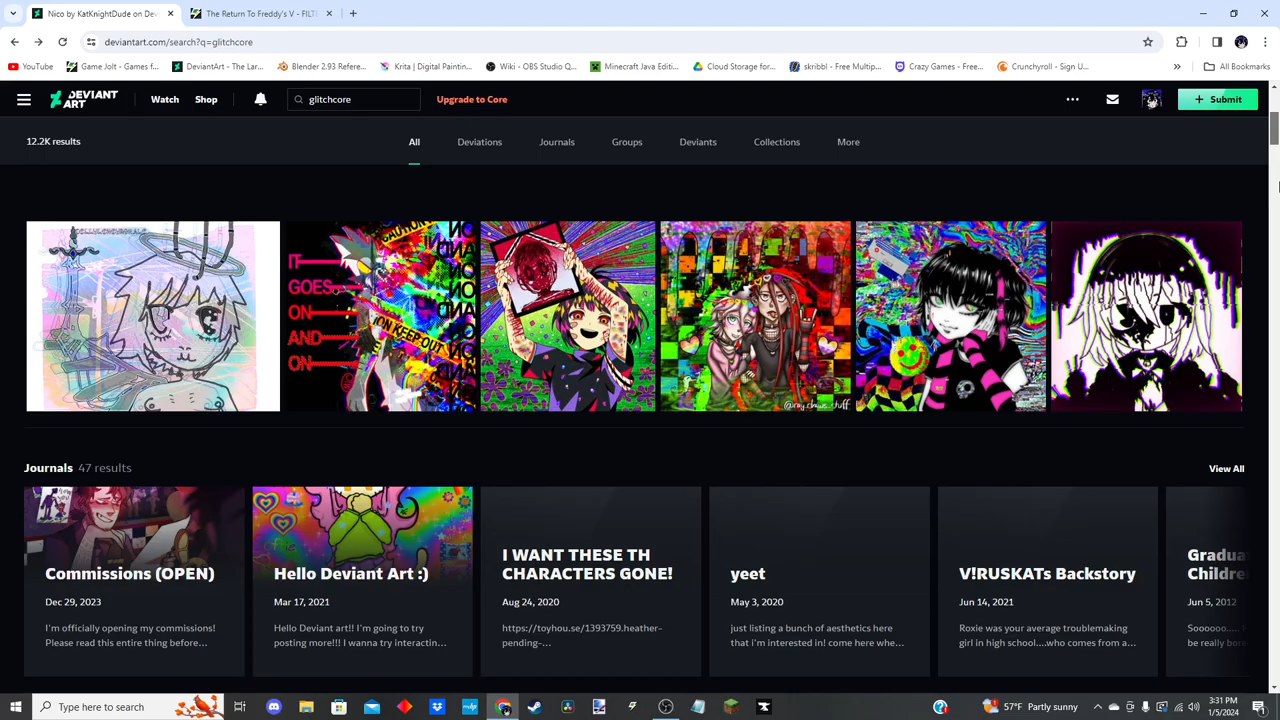 Nico by KatKnightDude on Dev
The Return To Freddy's V - FILTE
deviantart.com/search?q=glitchcore
YouTube
Game Jolt - Games f...
DeviantArt - The Lar...
Blender 2.93 Refere...
Krita | Digital Paintin...
Wiki - OBS Studio Q...
Minecraft Java Editi...
Cloud Storage for...
skribbl - Free Multip...
Crazy Games - Free...
Crunchyroll - Sign U...
All Bookmarks
DEVIANT
ART
Watch
Shop
glitchcore
Upgrade to Core
Submit
12.2K results
All
Deviations
Journals
Groups
Deviants
Collections
More
CAUTION
IT
GOES
ON
AND
ON
ON KEEP OUT
@iray_draws_stuff
Journals 47 results
View All
Commissions (OPEN)
Dec 29, 2023
I'm officially opening my commissions!
Please read this entire thing before...
Hello Deviant Art :)
Mar 17, 2021
Hello Deviant art!! I'm going to try
posting more!!! I wanna try interactin...
I WANT THESE TH
CHARACTERS GONE!
Aug 24, 2020
https://toyhou.se/1393759.heather-
pending-...
yeet
May 3, 2020
just listing a bunch of aesthetics here
that i'm interested in! come here whe...
V!RUSKATs Backstory
Jun 14, 2021
Roxie was your average troublemaking
girl in high school....who comes from a...
Gradua
Childre
Jun 5, 2012
Soooooo.....
be really bore
Type here to search
57°F Partly sunny
3:31 PM
1/5/2024